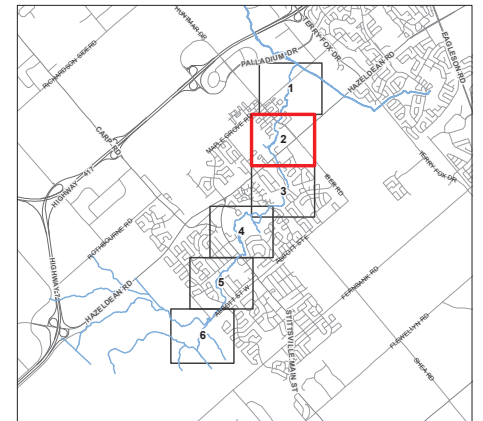 HUNTMAR DR
TERRY FOX DR
EAGLESON RD
RICHARDSON SIDE RD
PALLADIUM DR
HAZELDEAN RD
1
CARP RD
MAPLE GROVE RD
2
HIGHWAY 417
TERRY FOX DR
IBER RD
3
ROTHBOURNE RD
4
ABBOTT ST E
HIGHWAY 7
FERNBANK RD
5
HAZELDEAN RD
ABBOTT ST W
STITTSVILLE MAIN ST
6
FLEWELLYN RD
SHEA RD